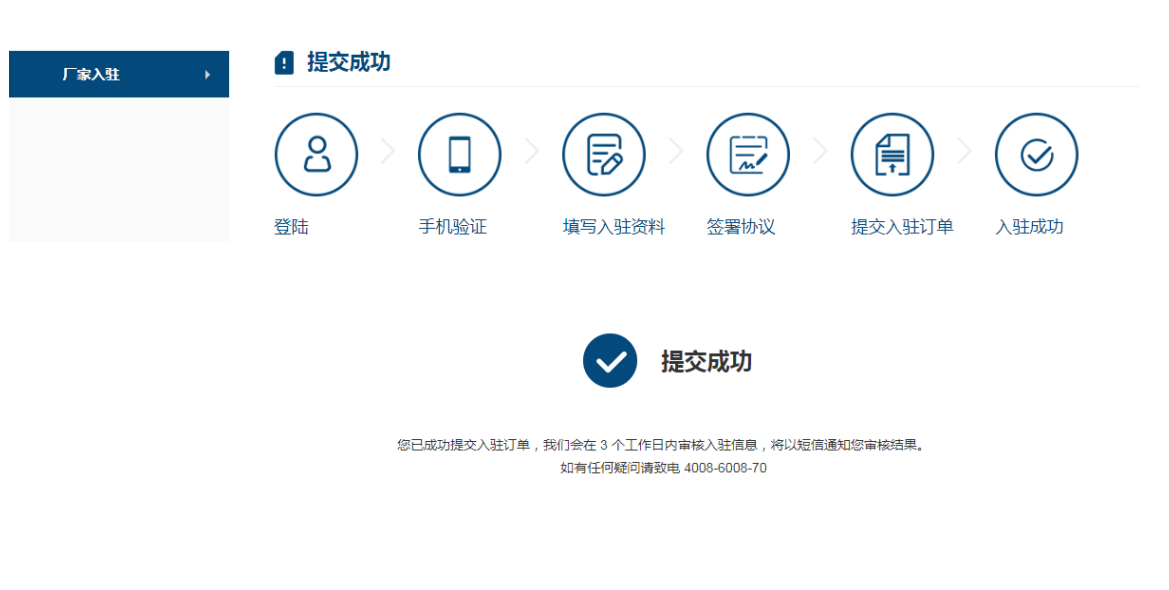 厂家入驻
提交成功
登陆
手机验证
填写入驻资料
签署协议
提交入驻订单
入驻成功
提交成功
您已成功提交入驻订单，我们会在 3 个工作日内审核入驻信息，将以短信通知您审核结果。
如有任何疑问请致电 4008-6008-70